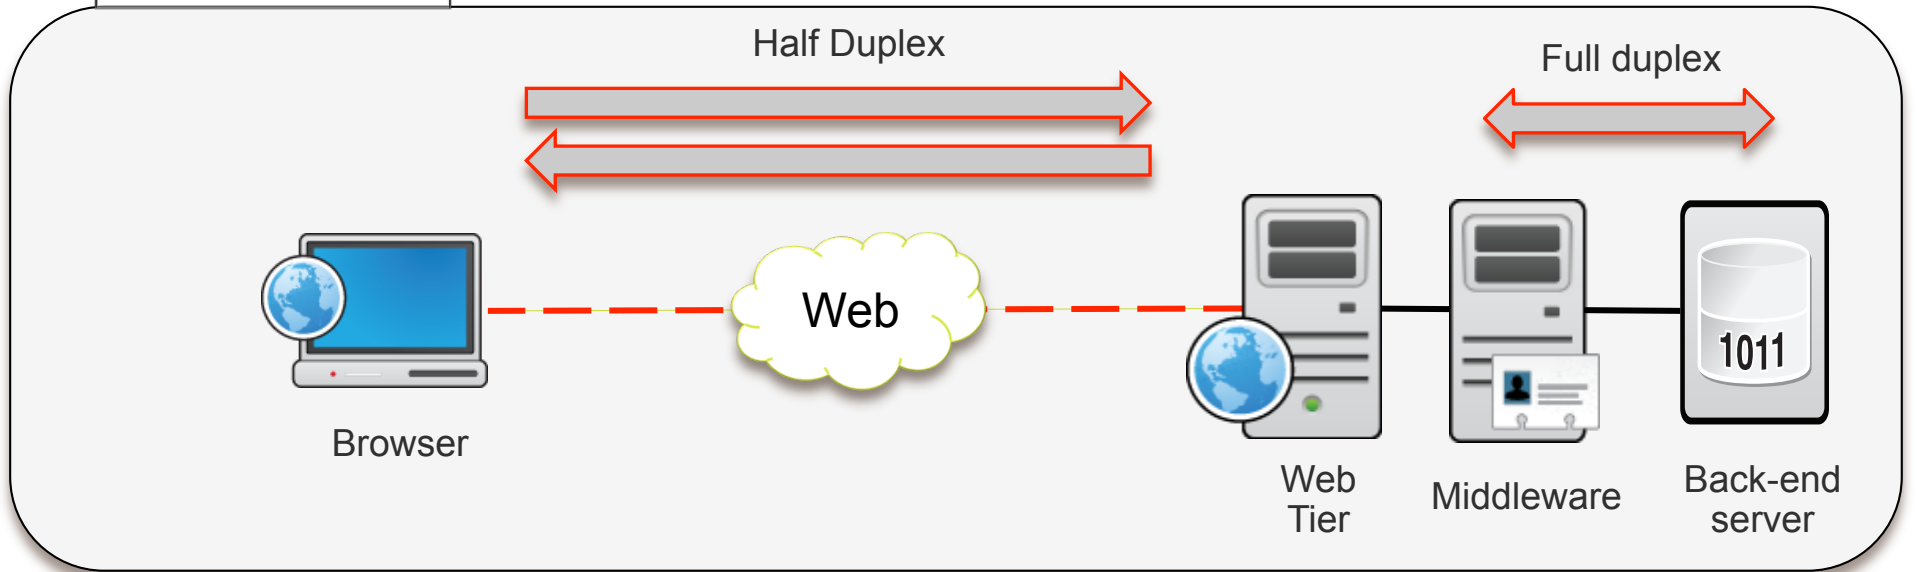 Half Duplex
Full duplex
Web
1011
Browser
Web
Tier
Middleware
Back-end
server